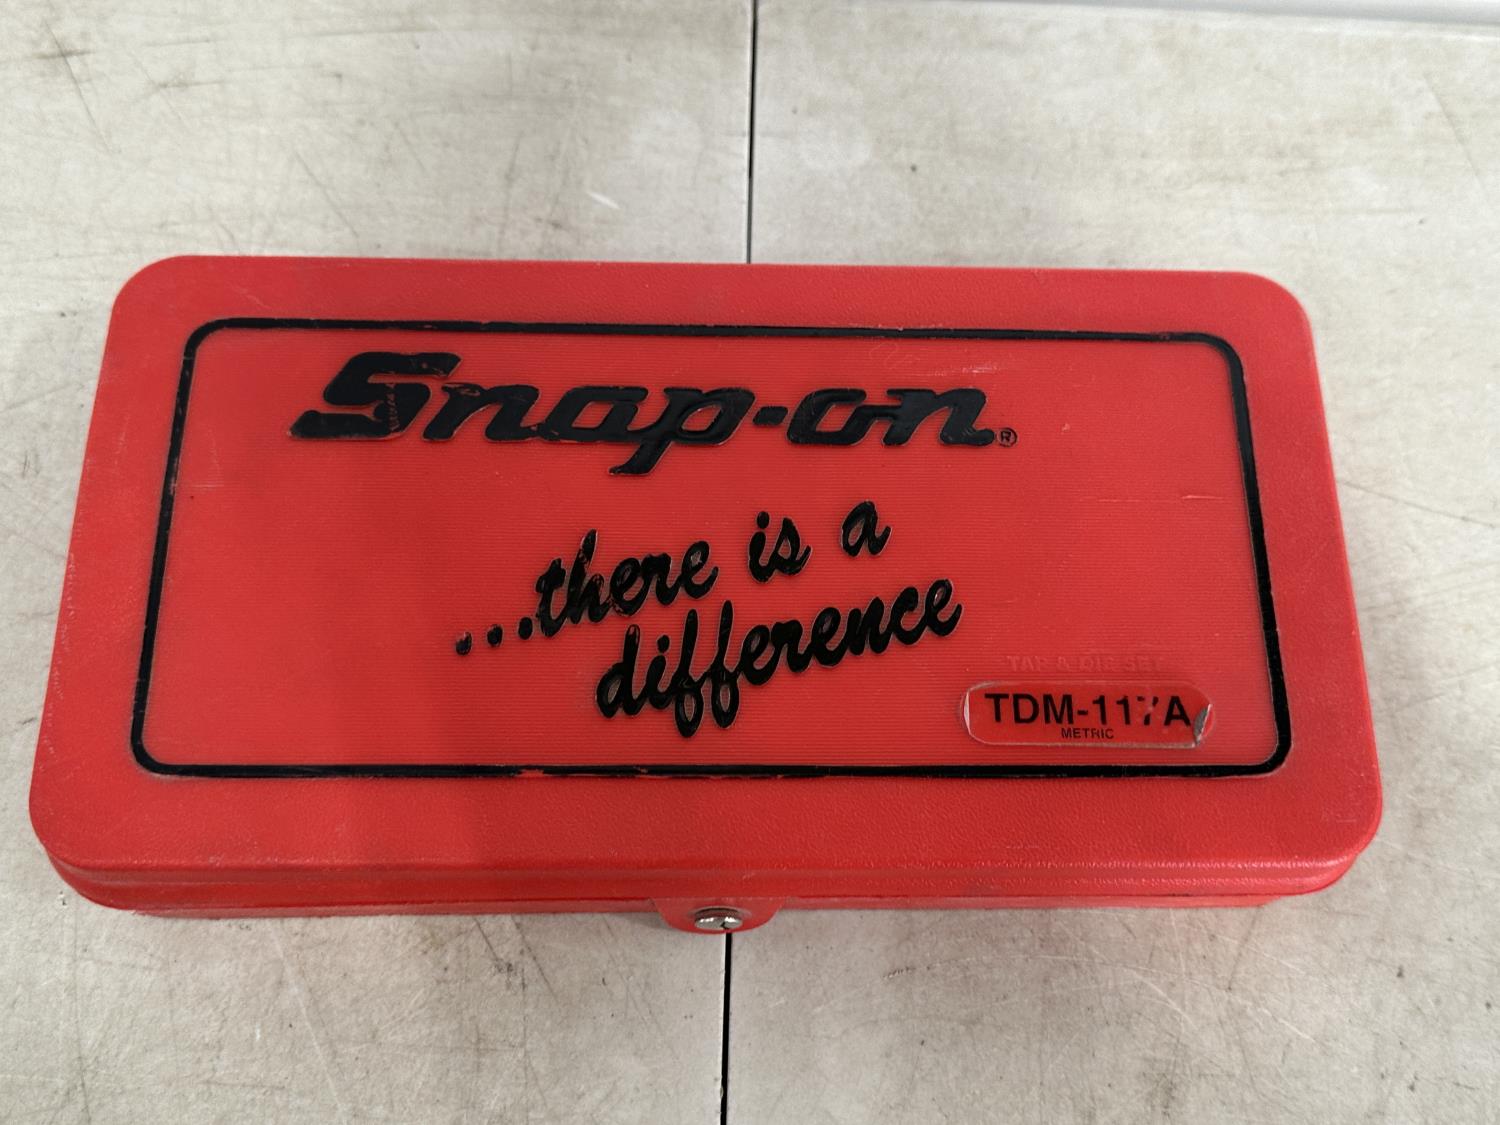 Snap-on®
...there is a
difference
TAP & DIE SET
TDM-117A
METRIC